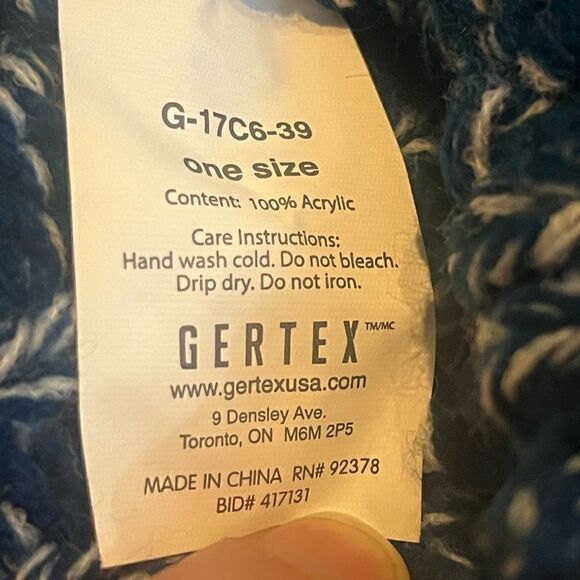 G-17C6-39
one size
Content: 100% Acrylic
Care Instructions:
Hand wash cold. Do not bleach.
Drip dry. Do not iron.
GERTEX TM/MC
www.gertexusa.com
9 Densley Ave.
Toronto, ON M6M 2P5
MADE IN CHINA RN# 92378
BID# 417131